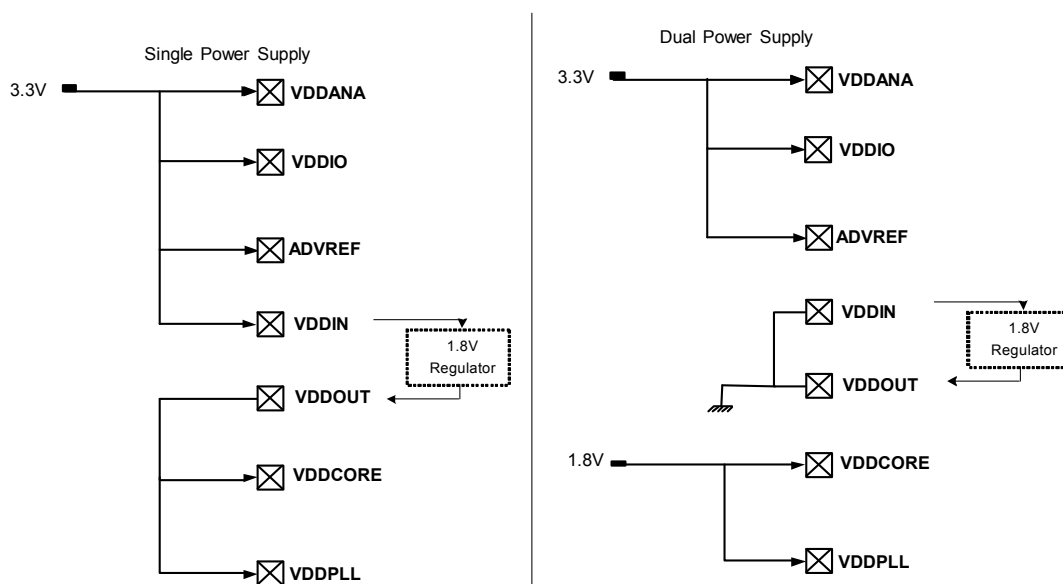 Single Power Supply
3.3V
VDDANA
VDDIO
ADVREF
VDDIN
1.8V
Regulator
VDDOUT
VDDCORE
VDDPLL
Dual Power Supply
3.3V
VDDANA
VDDIO
ADVREF
VDDIN
1.8V
Regulator
VDDOUT
1.8V
VDDCORE
VDDPLL